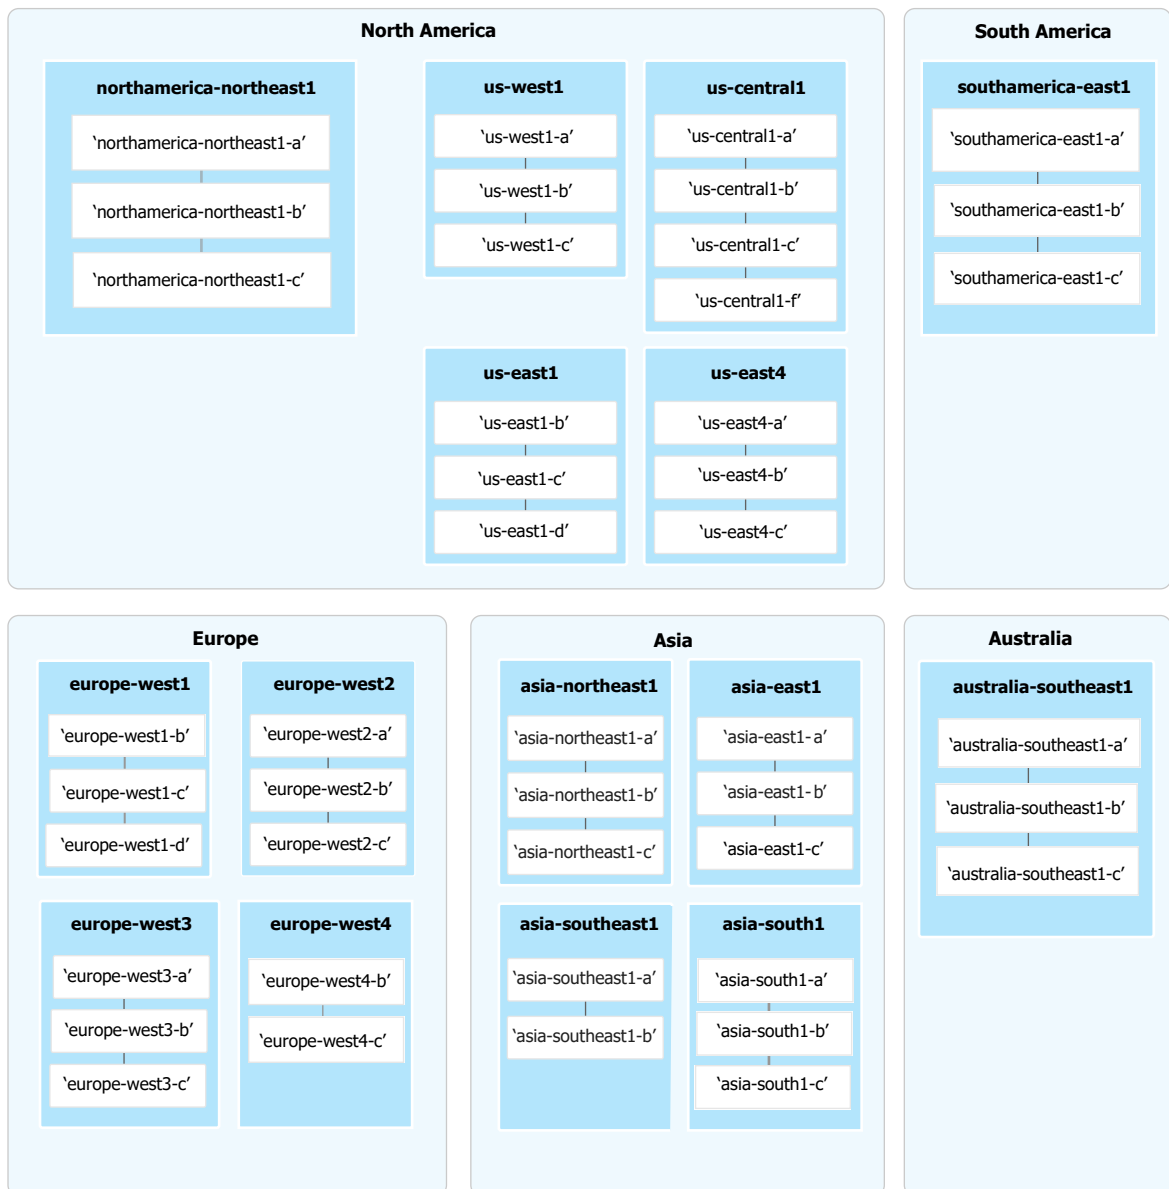 North America
northamerica-northeast1
‘northamerica-northeast1-a’
‘northamerica-northeast1-b’
‘northamerica-northeast1-c’
us-west1
‘us-west1-a’
‘us-west1-b’
‘us-west1-c’
us-central1
‘us-central1-a’
‘us-central1-b’
‘us-central1-c’
‘us-central1-f’
us-east1
‘us-east1-b’
‘us-east1-c’
‘us-east1-d’
us-east4
‘us-east4-a’
‘us-east4-b’
‘us-east4-c’
South America
southamerica-east1
‘southamerica-east1-a’
‘southamerica-east1-b’
‘southamerica-east1-c’
Europe
europe-west1
‘europe-west1-b’
‘europe-west1-c’
‘europe-west1-d’
europe-west2
‘europe-west2-a’
‘europe-west2-b’
‘europe-west2-c’
europe-west3
‘europe-west3-a’
‘europe-west3-b’
‘europe-west3-c’
europe-west4
‘europe-west4-b’
‘europe-west4-c’
Asia
asia-northeast1
‘asia-northeast1-a’
‘asia-northeast1-b’
‘asia-northeast1-c’
asia-east1
‘asia-east1-a’
‘asia-east1-b’
‘asia-east1-c’
asia-southeast1
‘asia-southeast1-a’
‘asia-southeast1-b’
asia-south1
‘asia-south1-a’
‘asia-south1-b’
‘asia-south1-c’
Australia
australia-southeast1
‘australia-southeast1-a’
‘australia-southeast1-b’
‘australia-southeast1-c’